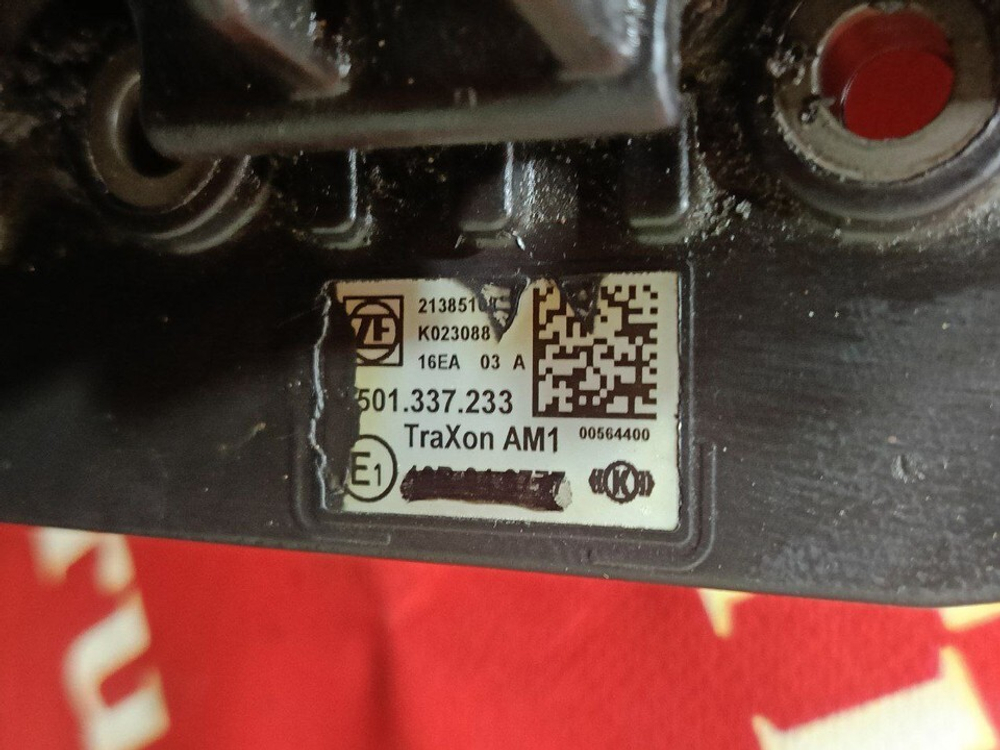 ZF
K023088
16EA 03 A
501.337.233
TraXon AM1
00564400
E1
K